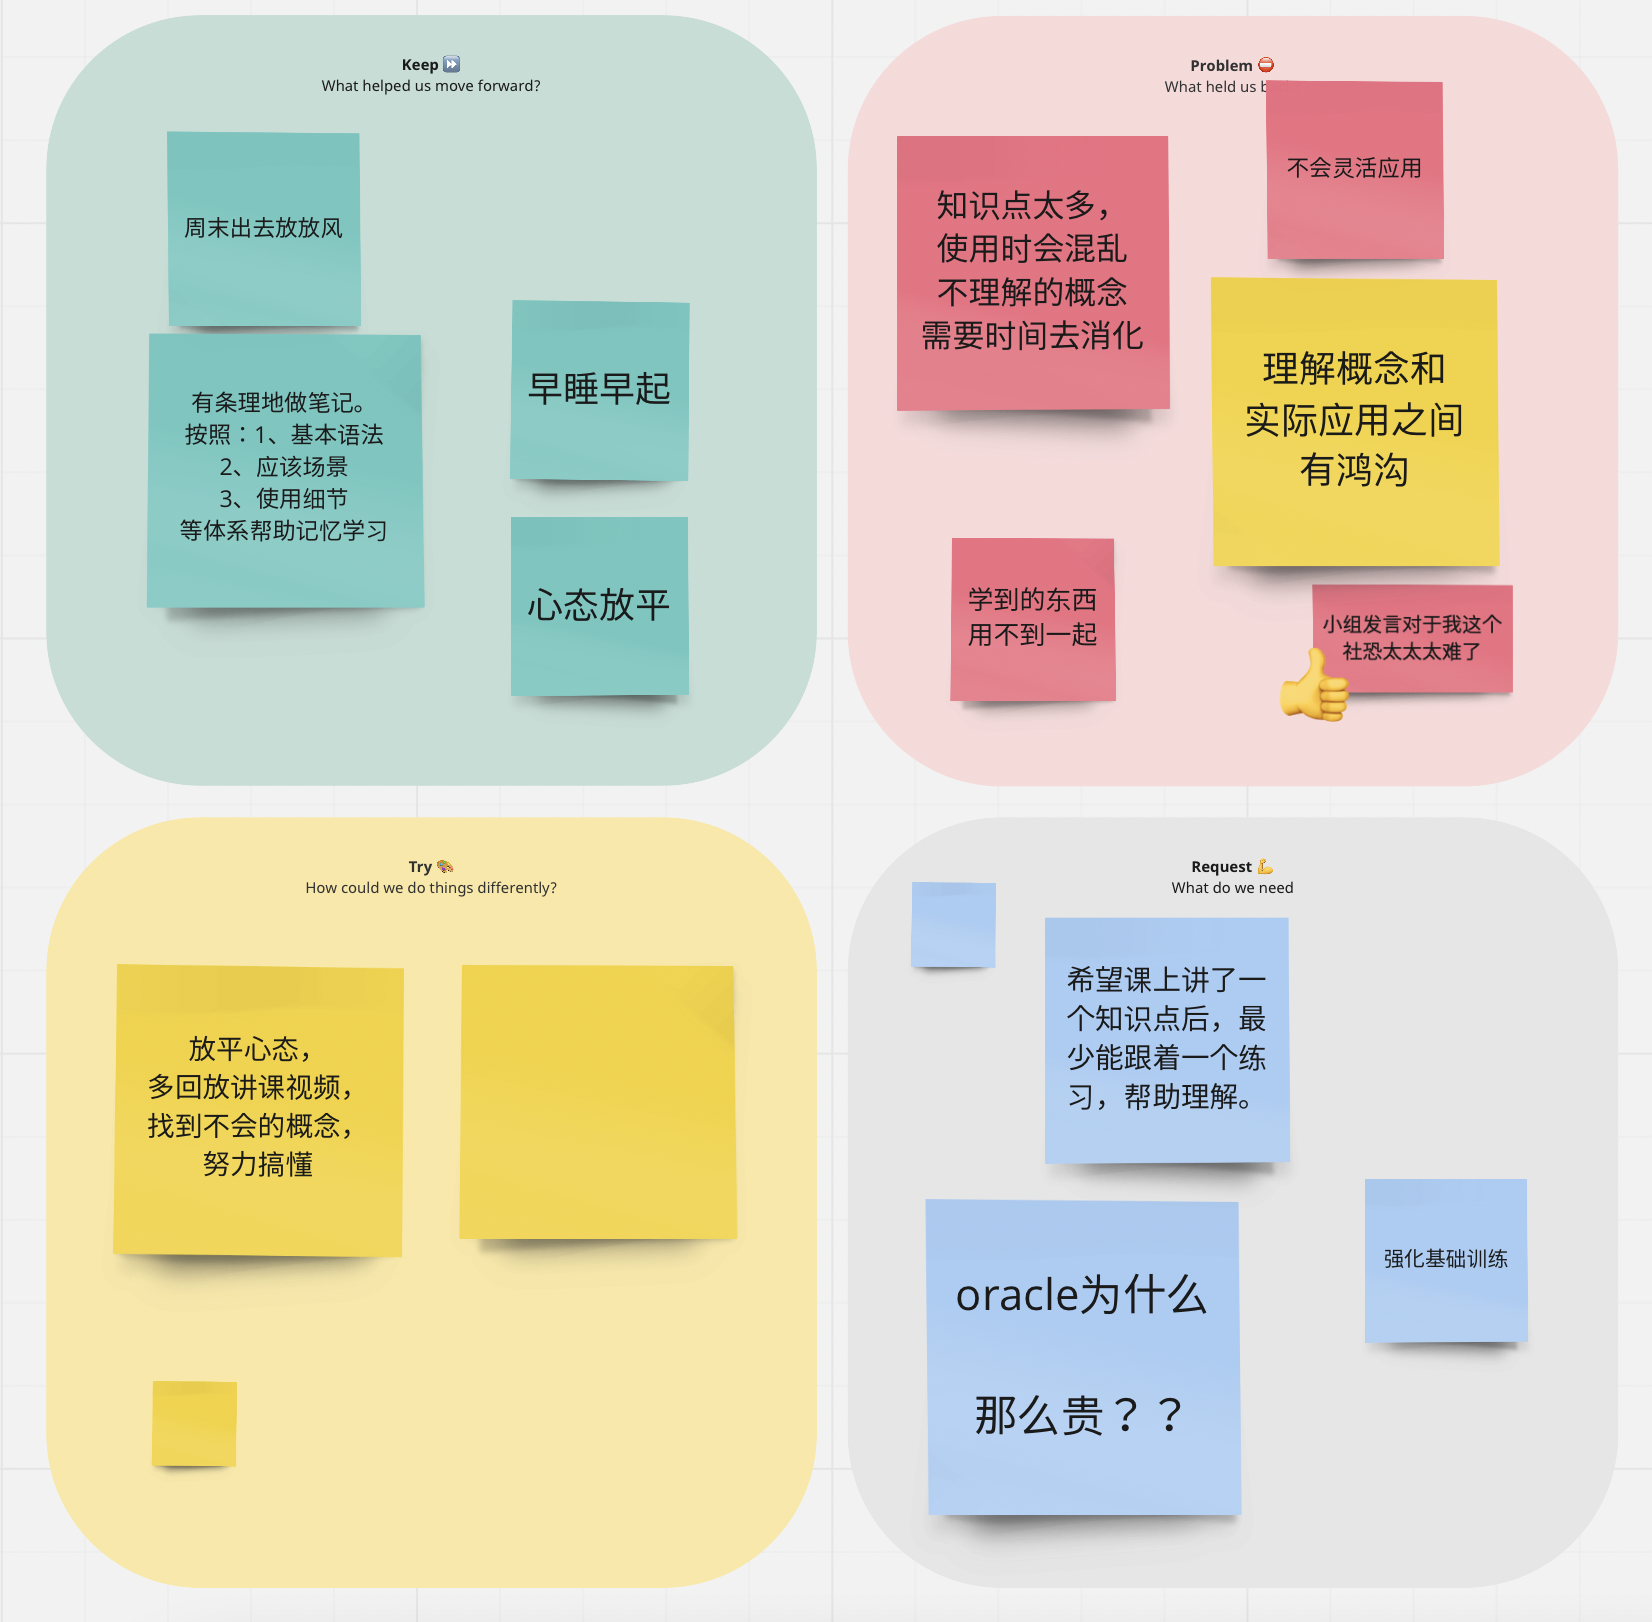 Keep ⏩
What helped us move forward?
周末出去放放风
有条理地做笔记。
按照：1、基本语法
2、应该场景
3、使用细节
等体系帮助记忆学习
早睡早起
心态放平
Problem ⛔
What held us
不会灵活应用
知识点太多，
使用时会混乱
不理解的概念
需要时间去消化
理解概念和
实际应用之间
有鸿沟
学到的东西
用不到一起
小组发言对于我这个
社恐太太太难了
Try 🎨
How could we do things differently?
放平心态，
多回放讲课视频，
找到不会的概念，
努力搞懂
Request 💪
What do we need
希望课上讲了一
个知识点后，最
少能跟着一个练
习，帮助理解。
oracle为什么
那么贵？？
强化基础训练